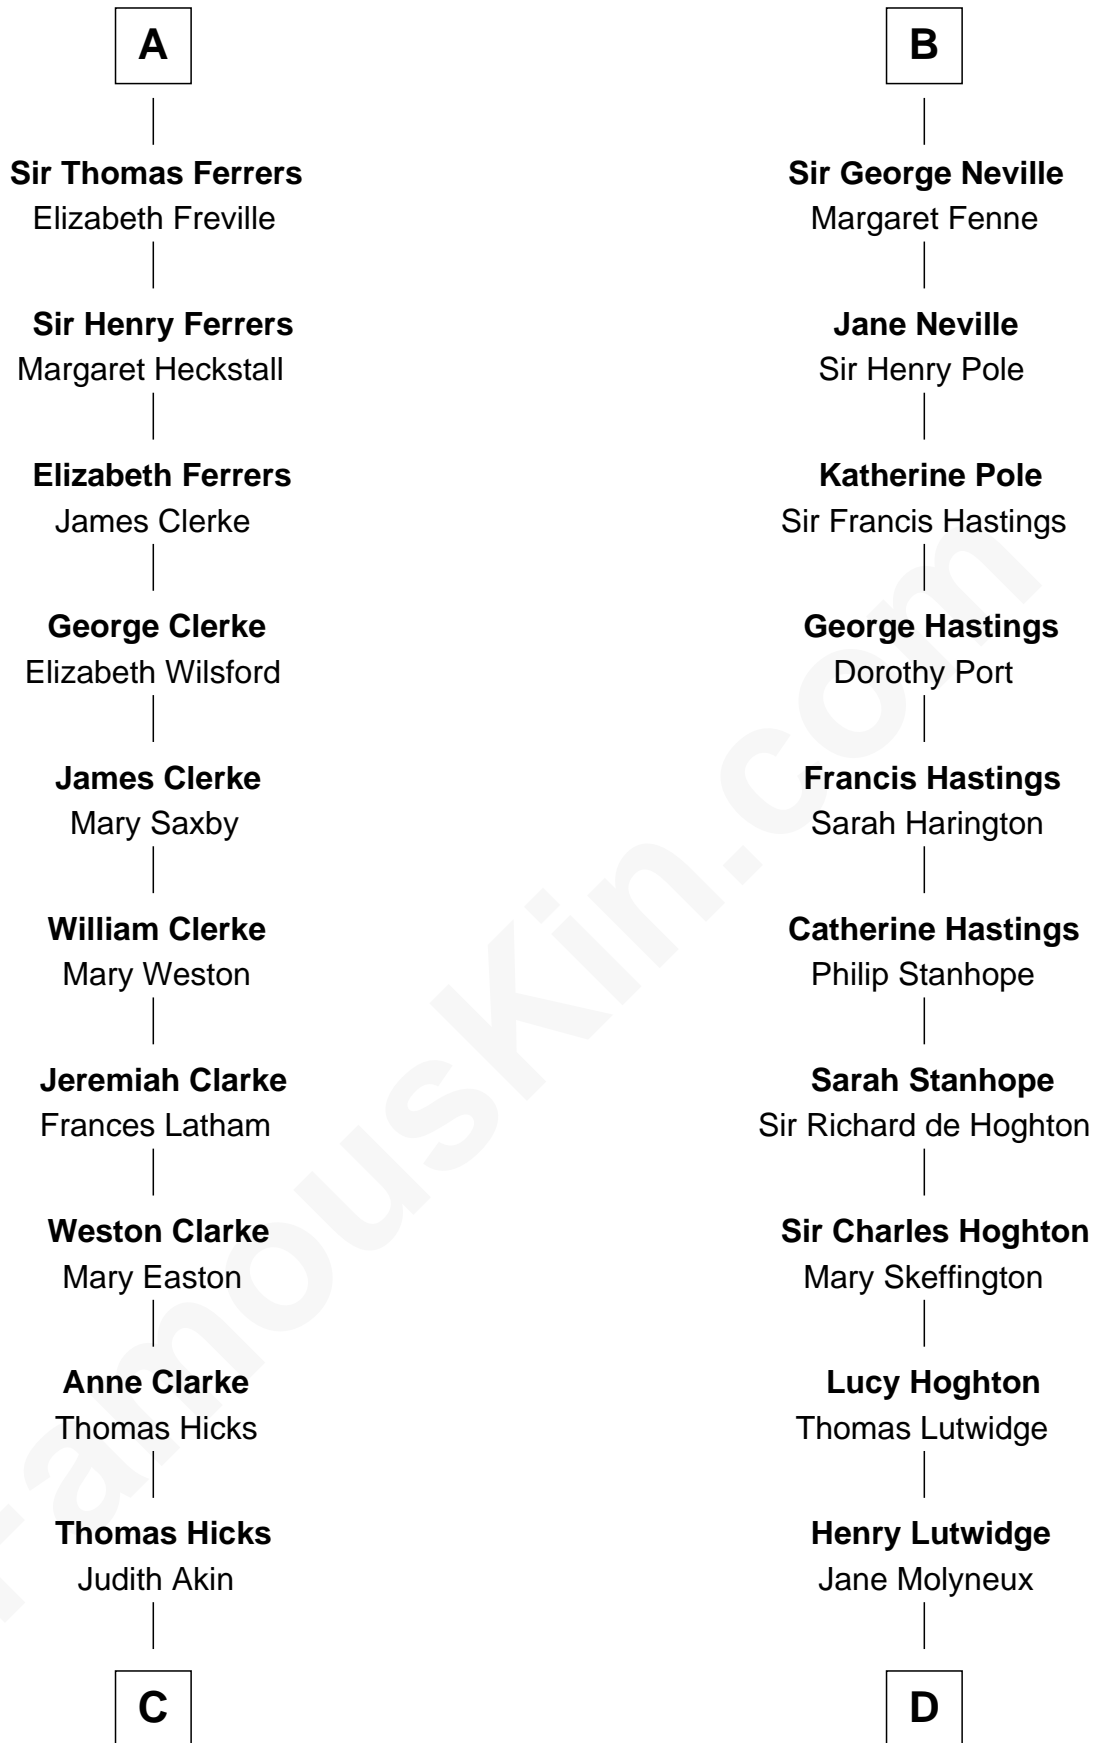 A
Sir Thomas Ferrers
Elizabeth Freville
Sir Henry Ferrers
Margaret Heckstall
Elizabeth Ferrers
James Clerke
George Clerke
Elizabeth Wilsford
James Clerke
Mary Saxby
William Clerke
Mary Weston
Jeremiah Clarke
Frances Latham
Weston Clarke
Mary Easton
Anne Clarke
Thomas Hicks
Thomas Hicks
Judith Akin
C
B
Sir George Neville
Margaret Fenne
Jane Neville
Sir Henry Pole
Katherine Pole
Sir Francis Hastings
George Hastings
Dorothy Port
Francis Hastings
Sarah Harington
Catherine Hastings
Philip Stanhope
Sarah Stanhope
Sir Richard de Hoghton
Sir Charles Hoghton
Mary Skeffington
Lucy Hoghton
Thomas Lutwidge
Henry Lutwidge
Jane Molyneux
D
FamousKin.com